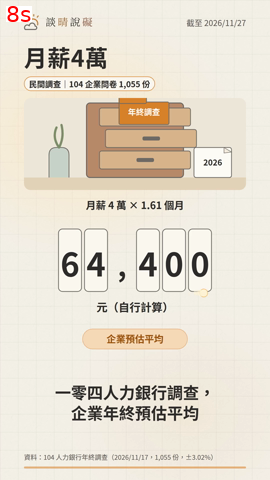 8s
談晴說礙
截至 2026/11/27
月薪4萬
民間調查｜104 企業問卷 1,055 份
年終調查
2026
月薪 4 萬 × 1.61 個月
64,400
元（自行計算）
企業預估平均
一零四人力銀行調查，
企業年終預估平均
資料：104 人力銀行年終調查（2026/11/17，1,055 份，±3.02%）